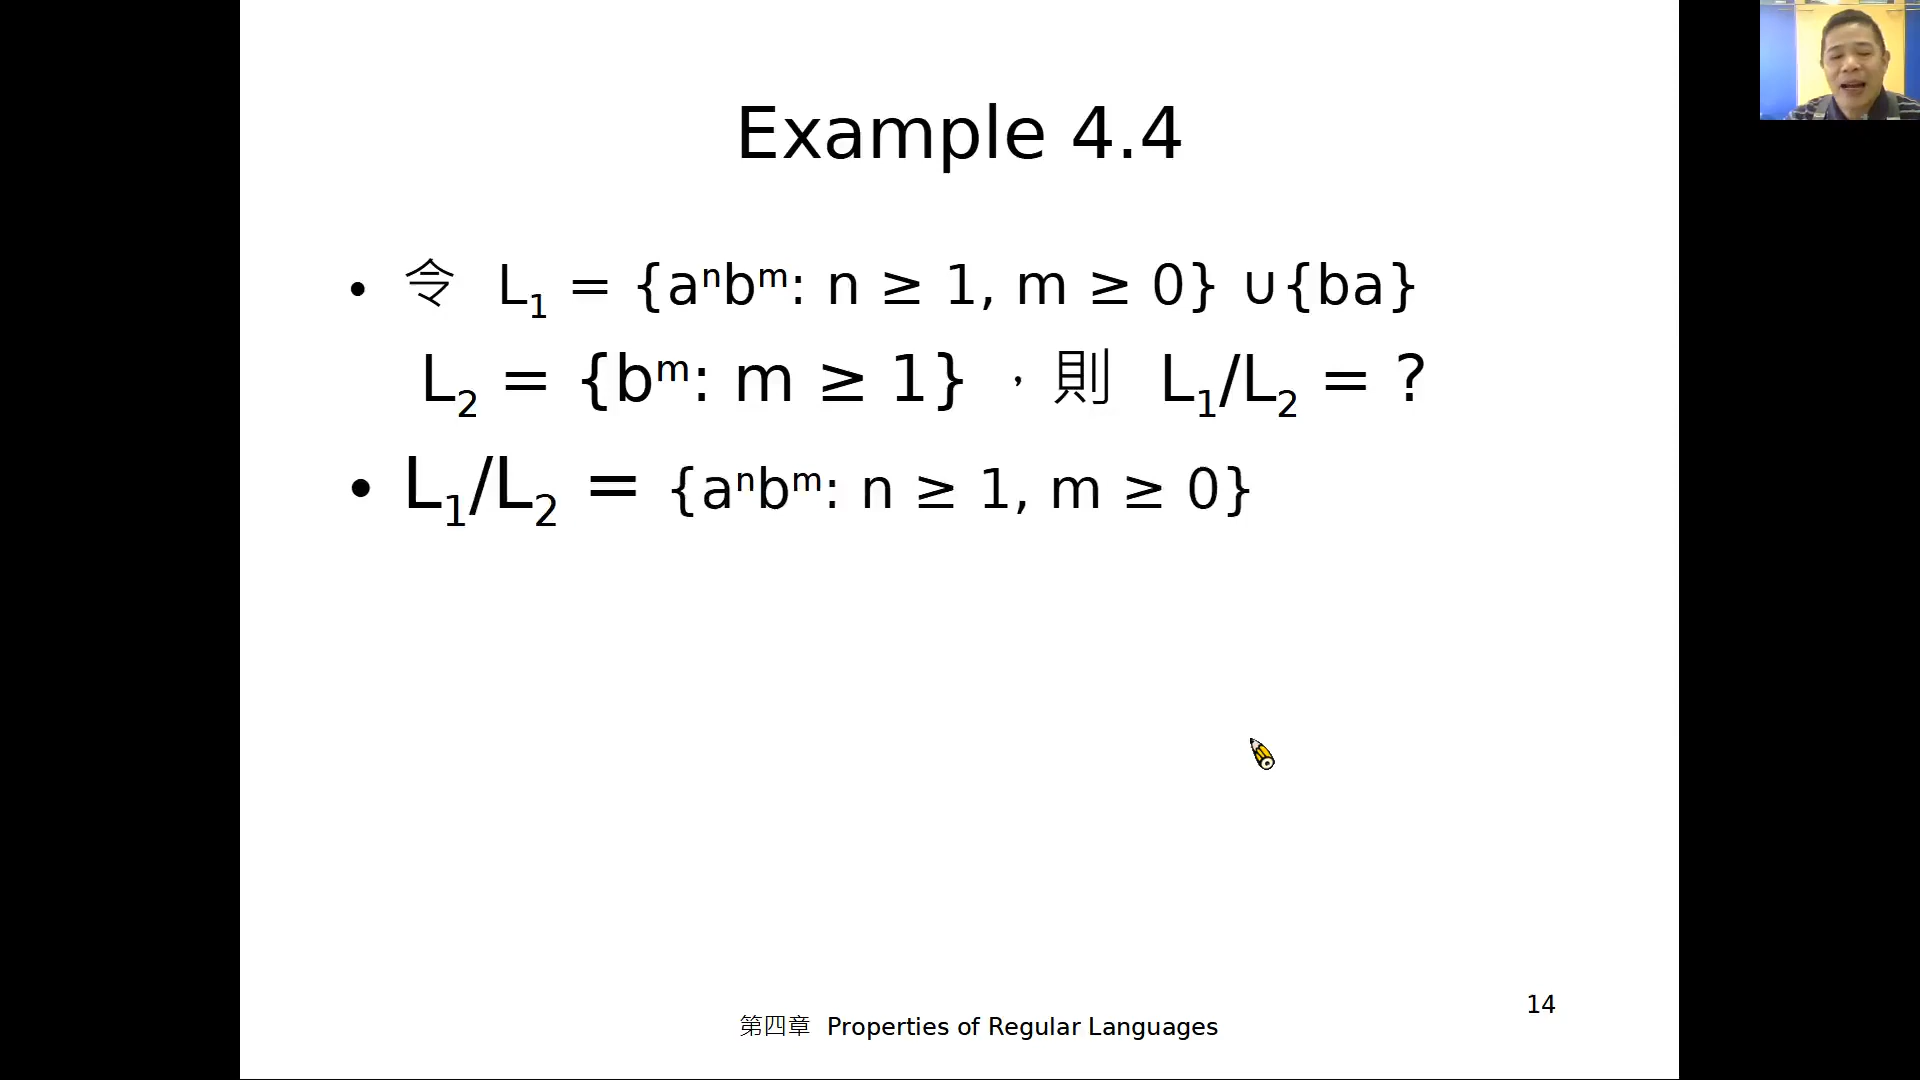 Example 4.4
• 令 L₁ = {aⁿbᵐ: n ≥ 1, m ≥ 0} ∪{ba}
L₂ = {bᵐ: m ≥ 1} ，則 L₁/L₂ = ?
• L₁/L₂ = {aⁿbᵐ: n ≥ 1, m ≥ 0}
14
第四章 Properties of Regular Languages